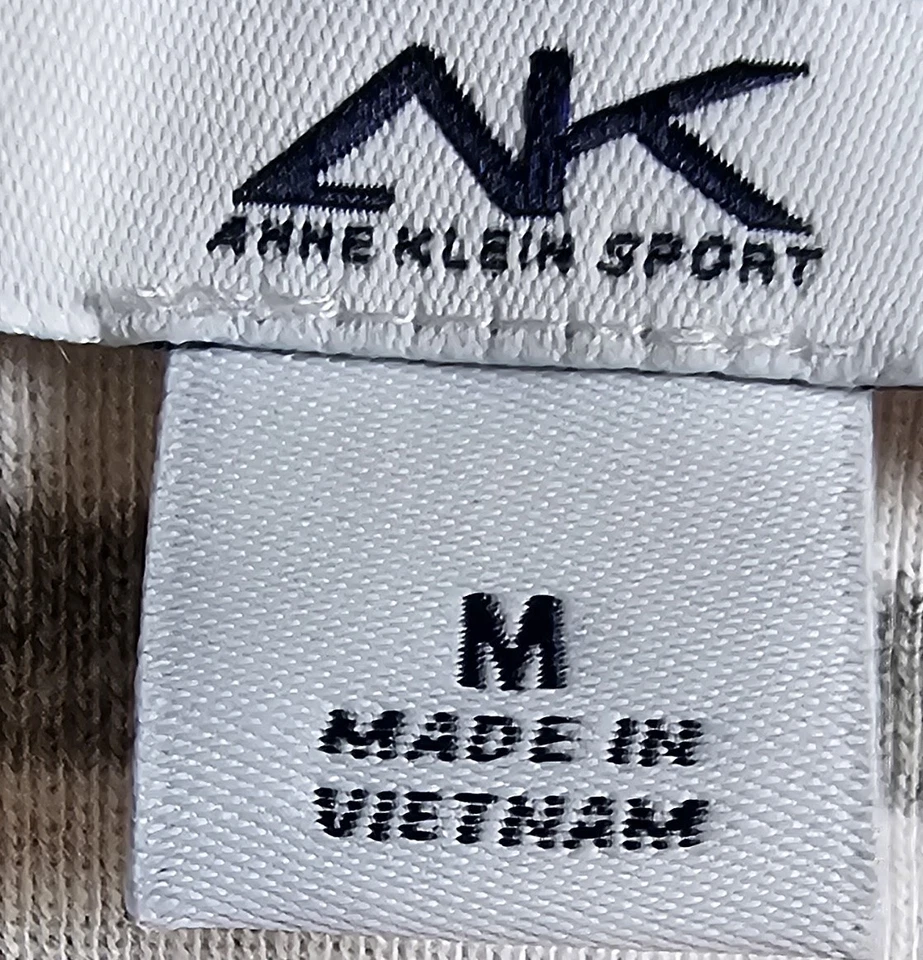 AK
ANNE KLEIN SPORT
M
MADE IN
VIETNAM